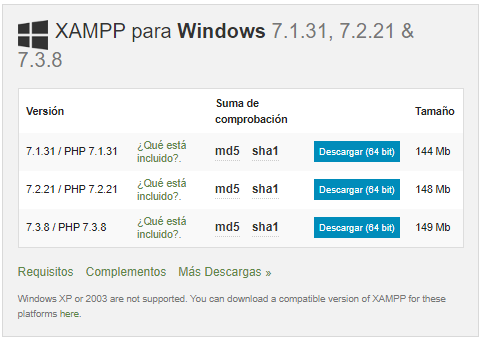 XAMPP para Windows 7.1.31, 7.2.21 &
7.3.8
Versión Suma de comprobación Tamaño
7.1.31 / PHP 7.1.31 ¿Qué está incluido?. md5 sha1 Descargar (64 bit) 144 Mb
7.2.21 / PHP 7.2.21 ¿Qué está incluido?. md5 sha1 Descargar (64 bit) 148 Mb
7.3.8 / PHP 7.3.8 ¿Qué está incluido?. md5 sha1 Descargar (64 bit) 149 Mb
Requisitos Complementos Más Descargas »
Windows XP or 2003 are not supported. You can download a compatible version of XAMPP for these
platforms here.